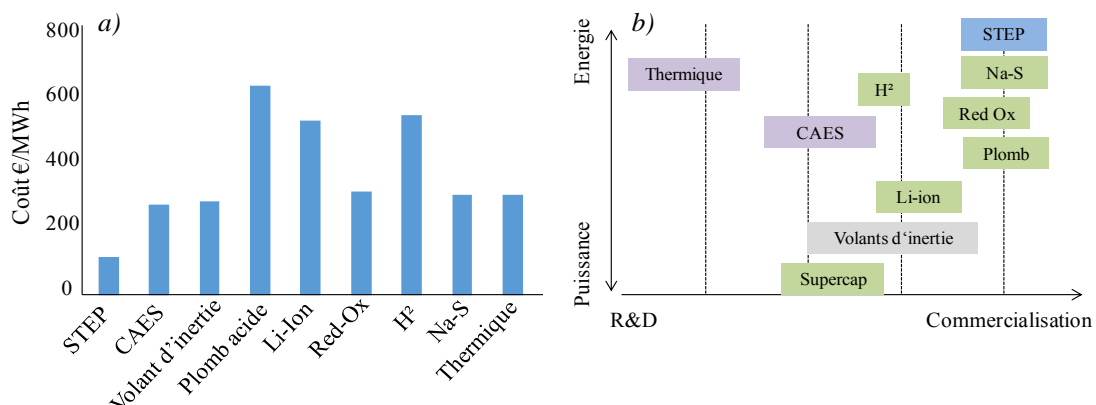 a)
Coût €/MWh
800
600
400
200
0
STEP
CAES
Volant d’inertie
Plomb acide
Li-Ion
Red-Ox
H²
Na-S
Thermique
b)
Energie
Puissance
STEP
Thermique
Na-S
H²
Red Ox
CAES
Plomb
Li-ion
Volants d‘inertie
Supercap
R&D
Commercialisation